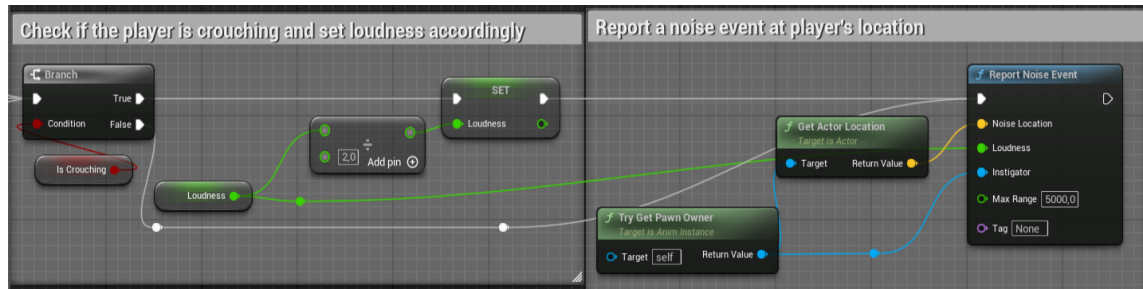 Check if the player is crouching and set loudness accordingly
Branch
True
Condition
False
Is Crouching
Loudness
÷
2,0
Add pin
SET
Loudness
Report a noise event at player's location
Get Actor Location
Target is Actor
Target
Return Value
Try Get Pawn Owner
Target is Anim Instance
Target self
Return Value
Report Noise Event
Noise Location
Loudness
Instigator
Max Range 5000,0
Tag None